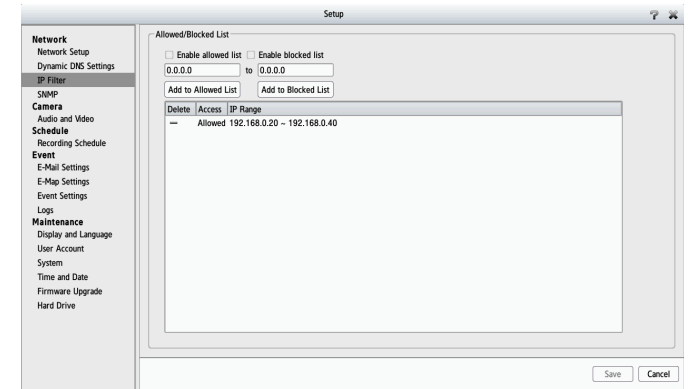 Setup
Network
Network Setup
Dynamic DNS Settings
IP Filter
SNMP
Camera
Audio and Video
Schedule
Recording Schedule
Event
E-Mail Settings
E-Map Settings
Event Settings
Logs
Maintenance
Display and Language
User Account
System
Time and Date
Firmware Upgrade
Hard Drive
Allowed/Blocked List
Enable allowed list Enable blocked list
0.0.0.0 to 0.0.0.0
Add to Allowed List Add to Blocked List
Delete Access IP Range
— Allowed 192.168.0.20 ~ 192.168.0.40
Save Cancel